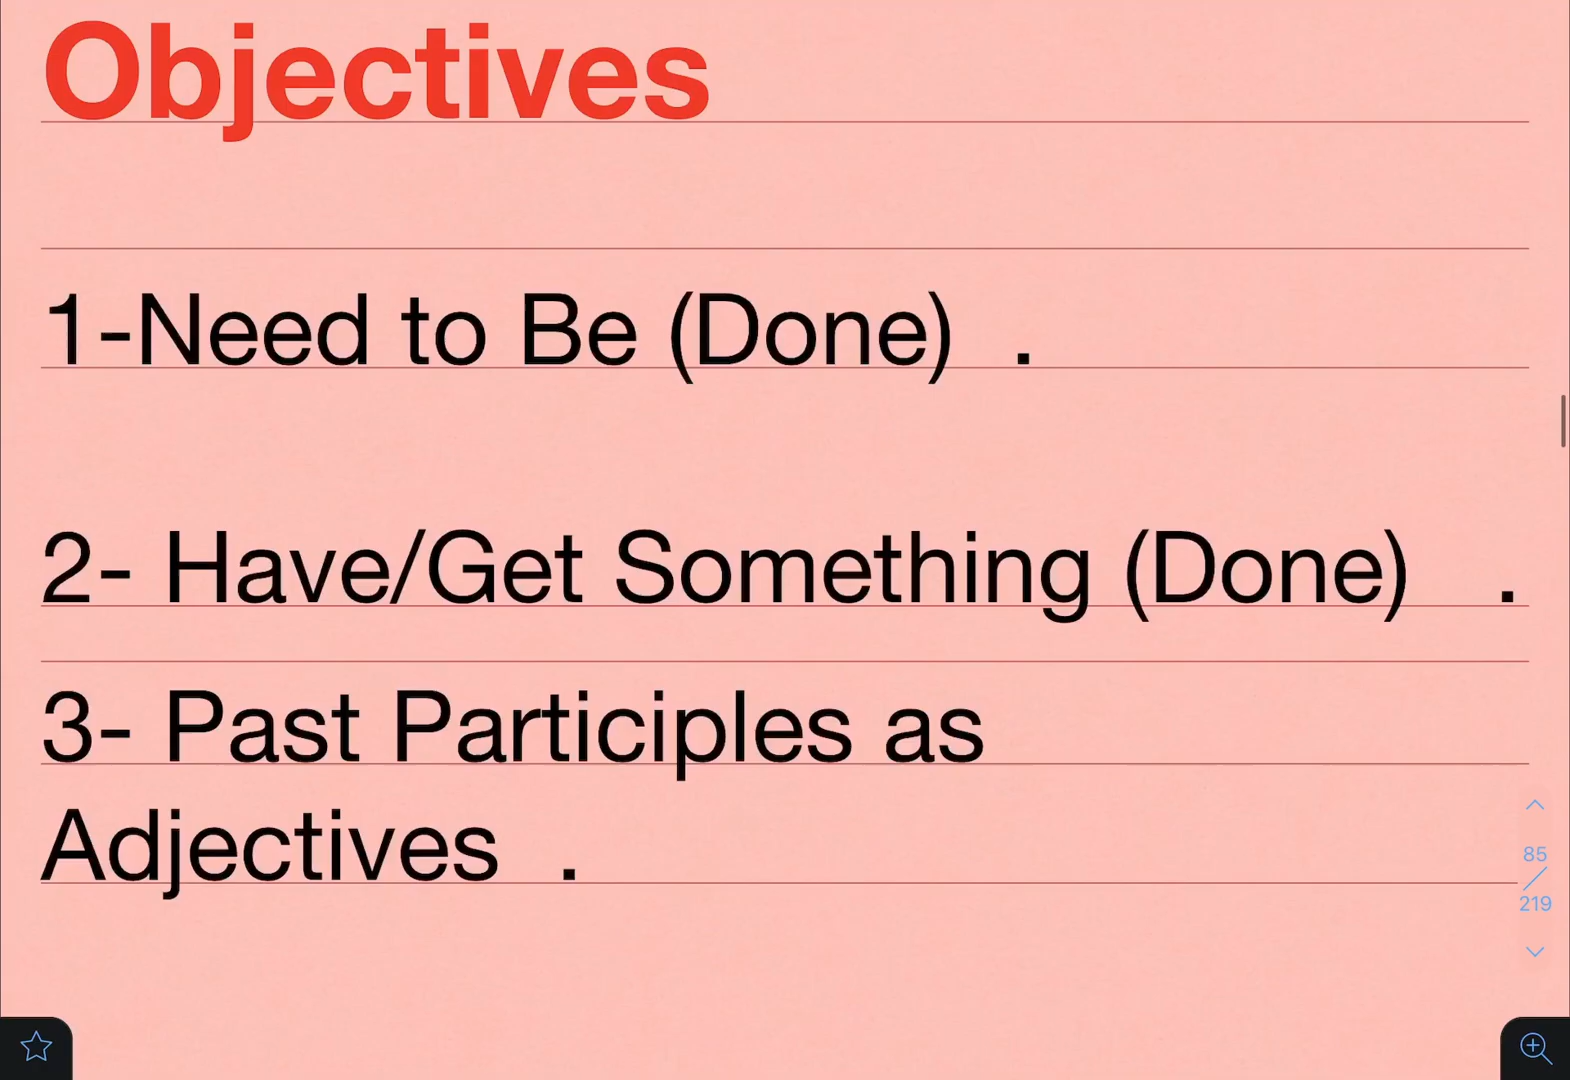 Objectives
1-Need to Be (Done)  .
2- Have/Get Something (Done)   .
3- Past Participles as
Adjectives  .
85
219